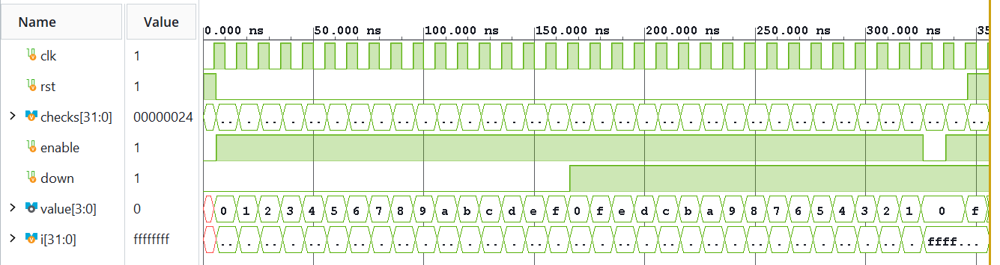 Name Value
0.000 ns 50.000 ns 100.000 ns 150.000 ns 200.000 ns 250.000 ns 300.000 ns 35
clk 1
rst 1
checks[31:0] 00000024 .. . .. . .. . .. . .. . .. . .. . .. . .. . .. . .. . .. . .. . .. . .. . .. . .. ..
enable 1
down 1
value[3:0] 0 0 1 2 3 4 5 6 7 8 9 a b c d e f 0 f e d c b a 9 8 7 6 5 4 3 2 1 0 f
i[31:0] ffffffff .. . .. . .. . .. . .. . .. . .. . .. . .. . .. . .. . .. . .. . .. . .. . .. . ffff...